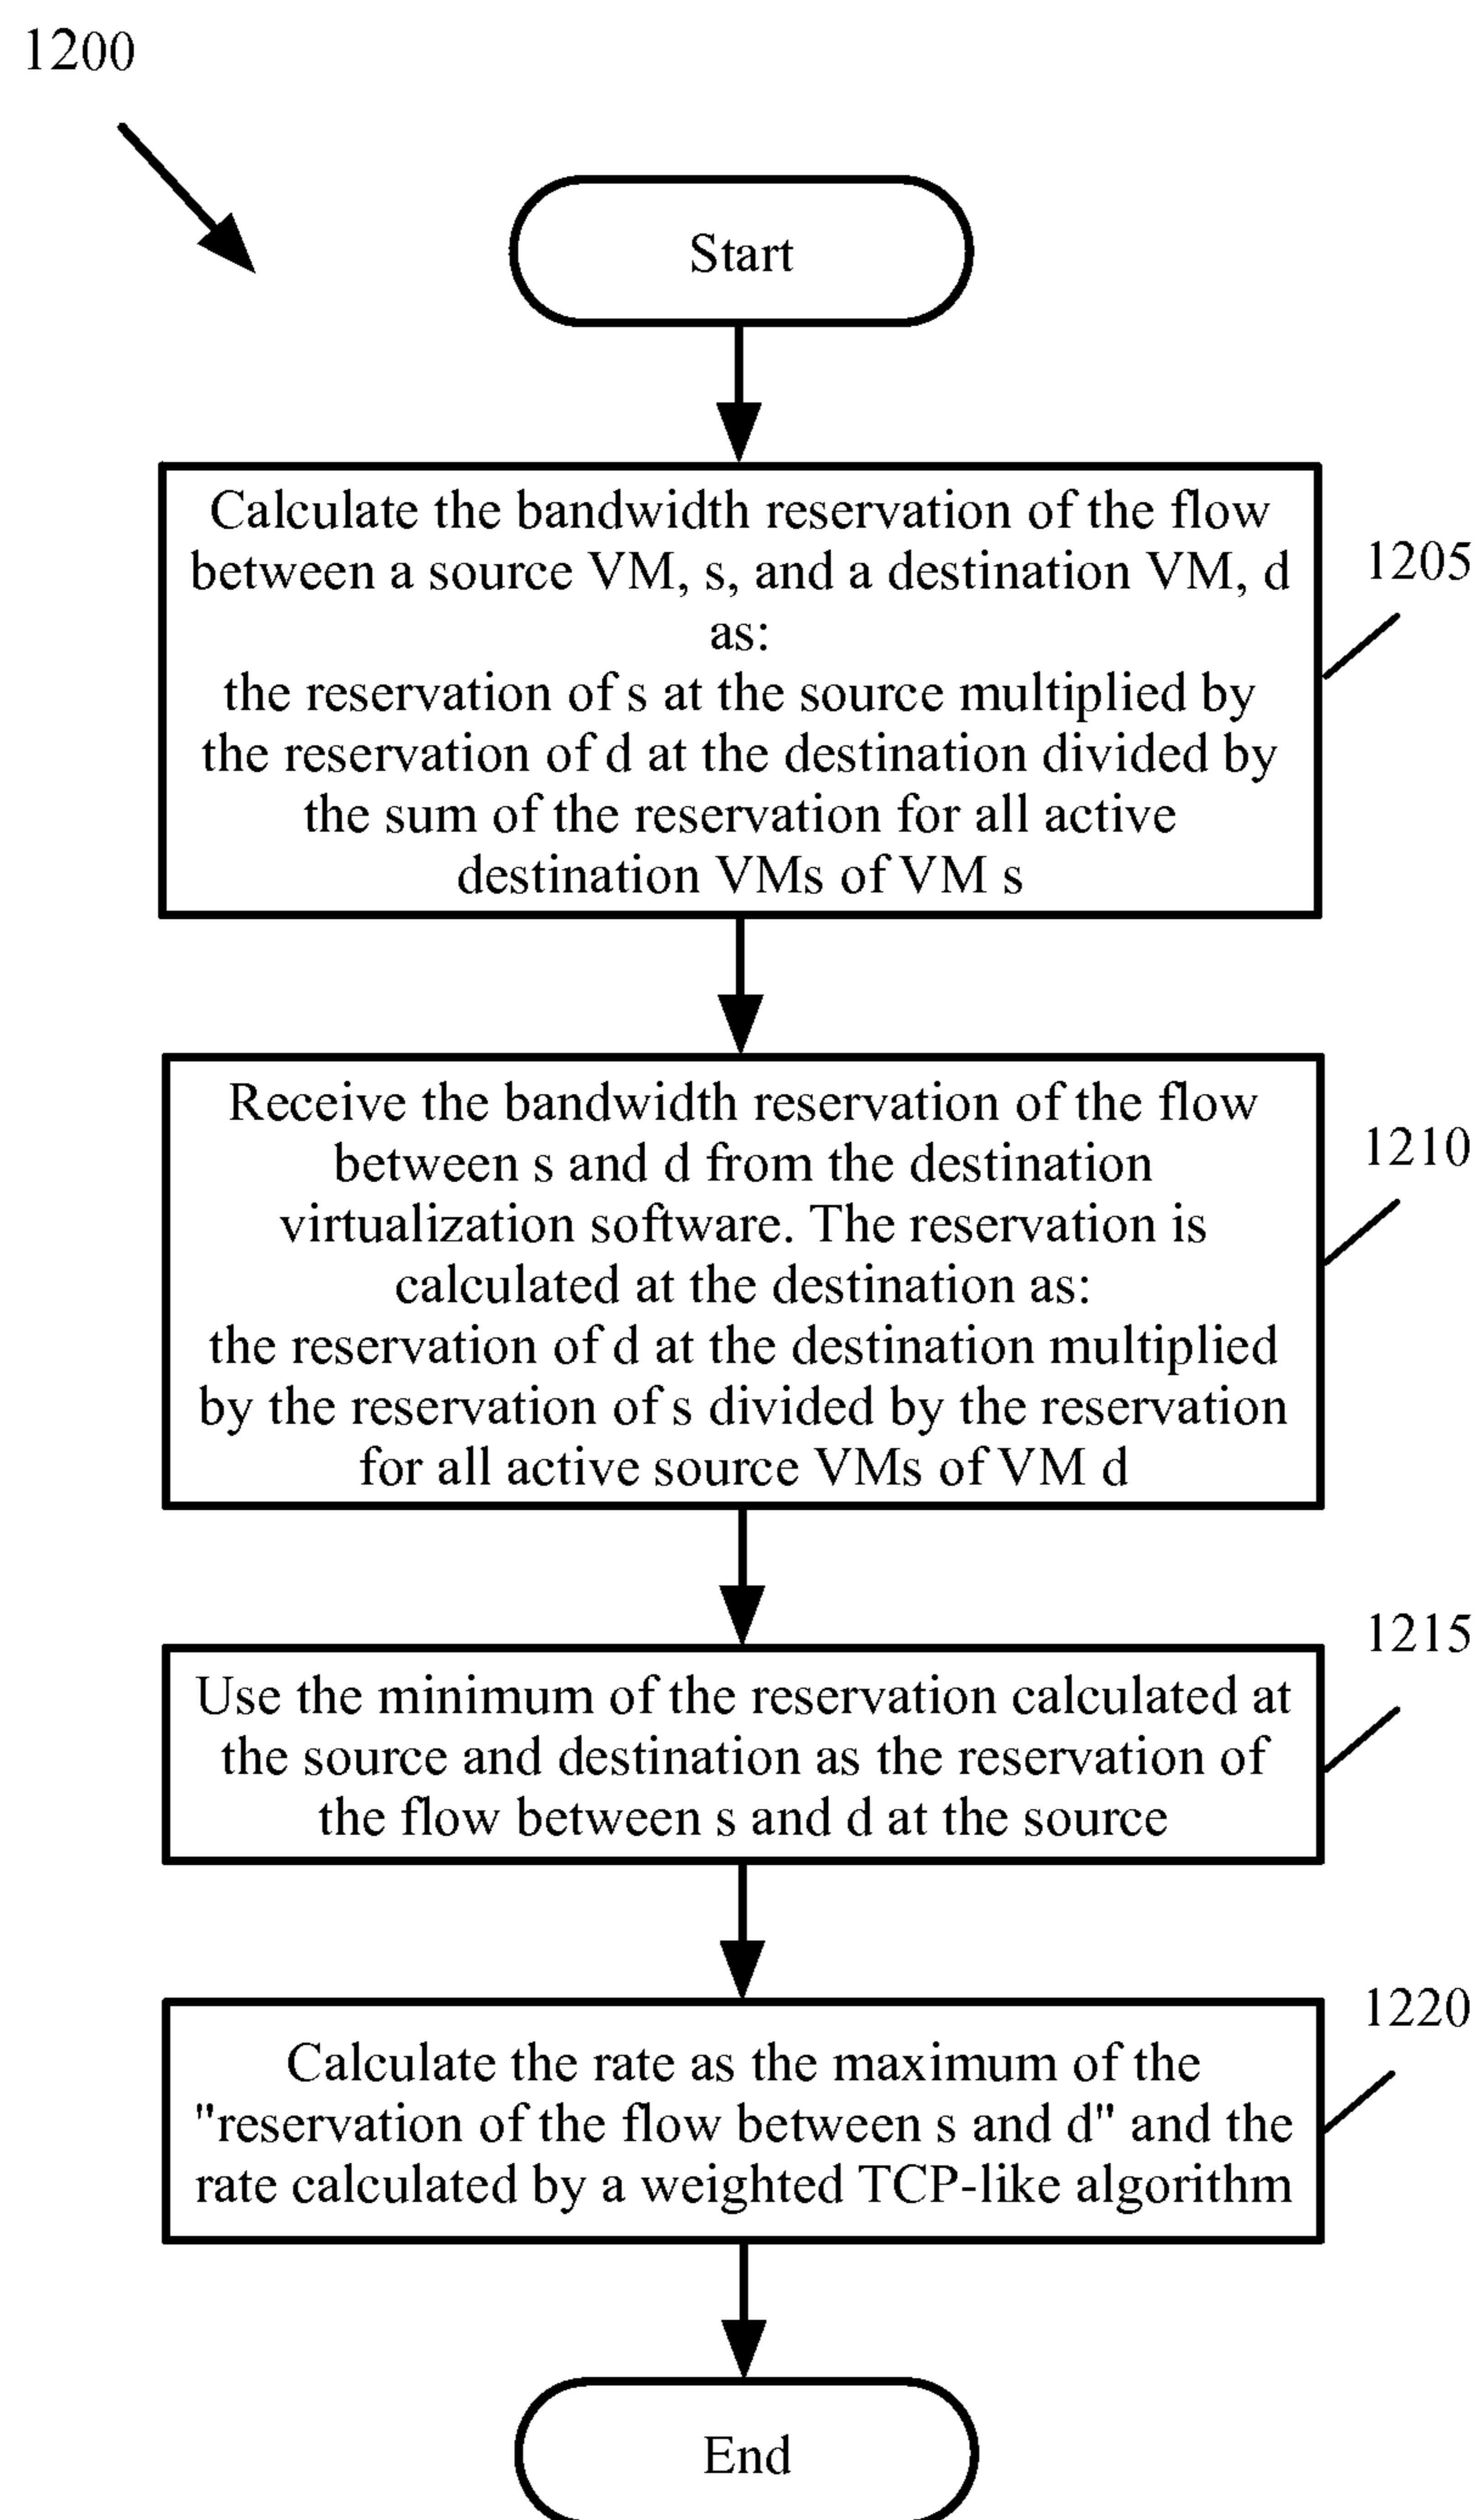 1200
Start
Calculate the bandwidth reservation of the flow
between a source VM, s, and a destination VM, d
as:
the reservation of s at the source multiplied by
the reservation of d at the destination divided by
the sum of the reservation for all active
destination VMs of VM s
1205
Receive the bandwidth reservation of the flow
between s and d from the destination
virtualization software. The reservation is
calculated at the destination as:
the reservation of d at the destination multiplied
by the reservation of s divided by the reservation
for all active source VMs of VM d
1210
Use the minimum of the reservation calculated at
the source and destination as the reservation of
the flow between s and d at the source
1215
Calculate the rate as the maximum of the
"reservation of the flow between s and d" and the
rate calculated by a weighted TCP-like algorithm
1220
End